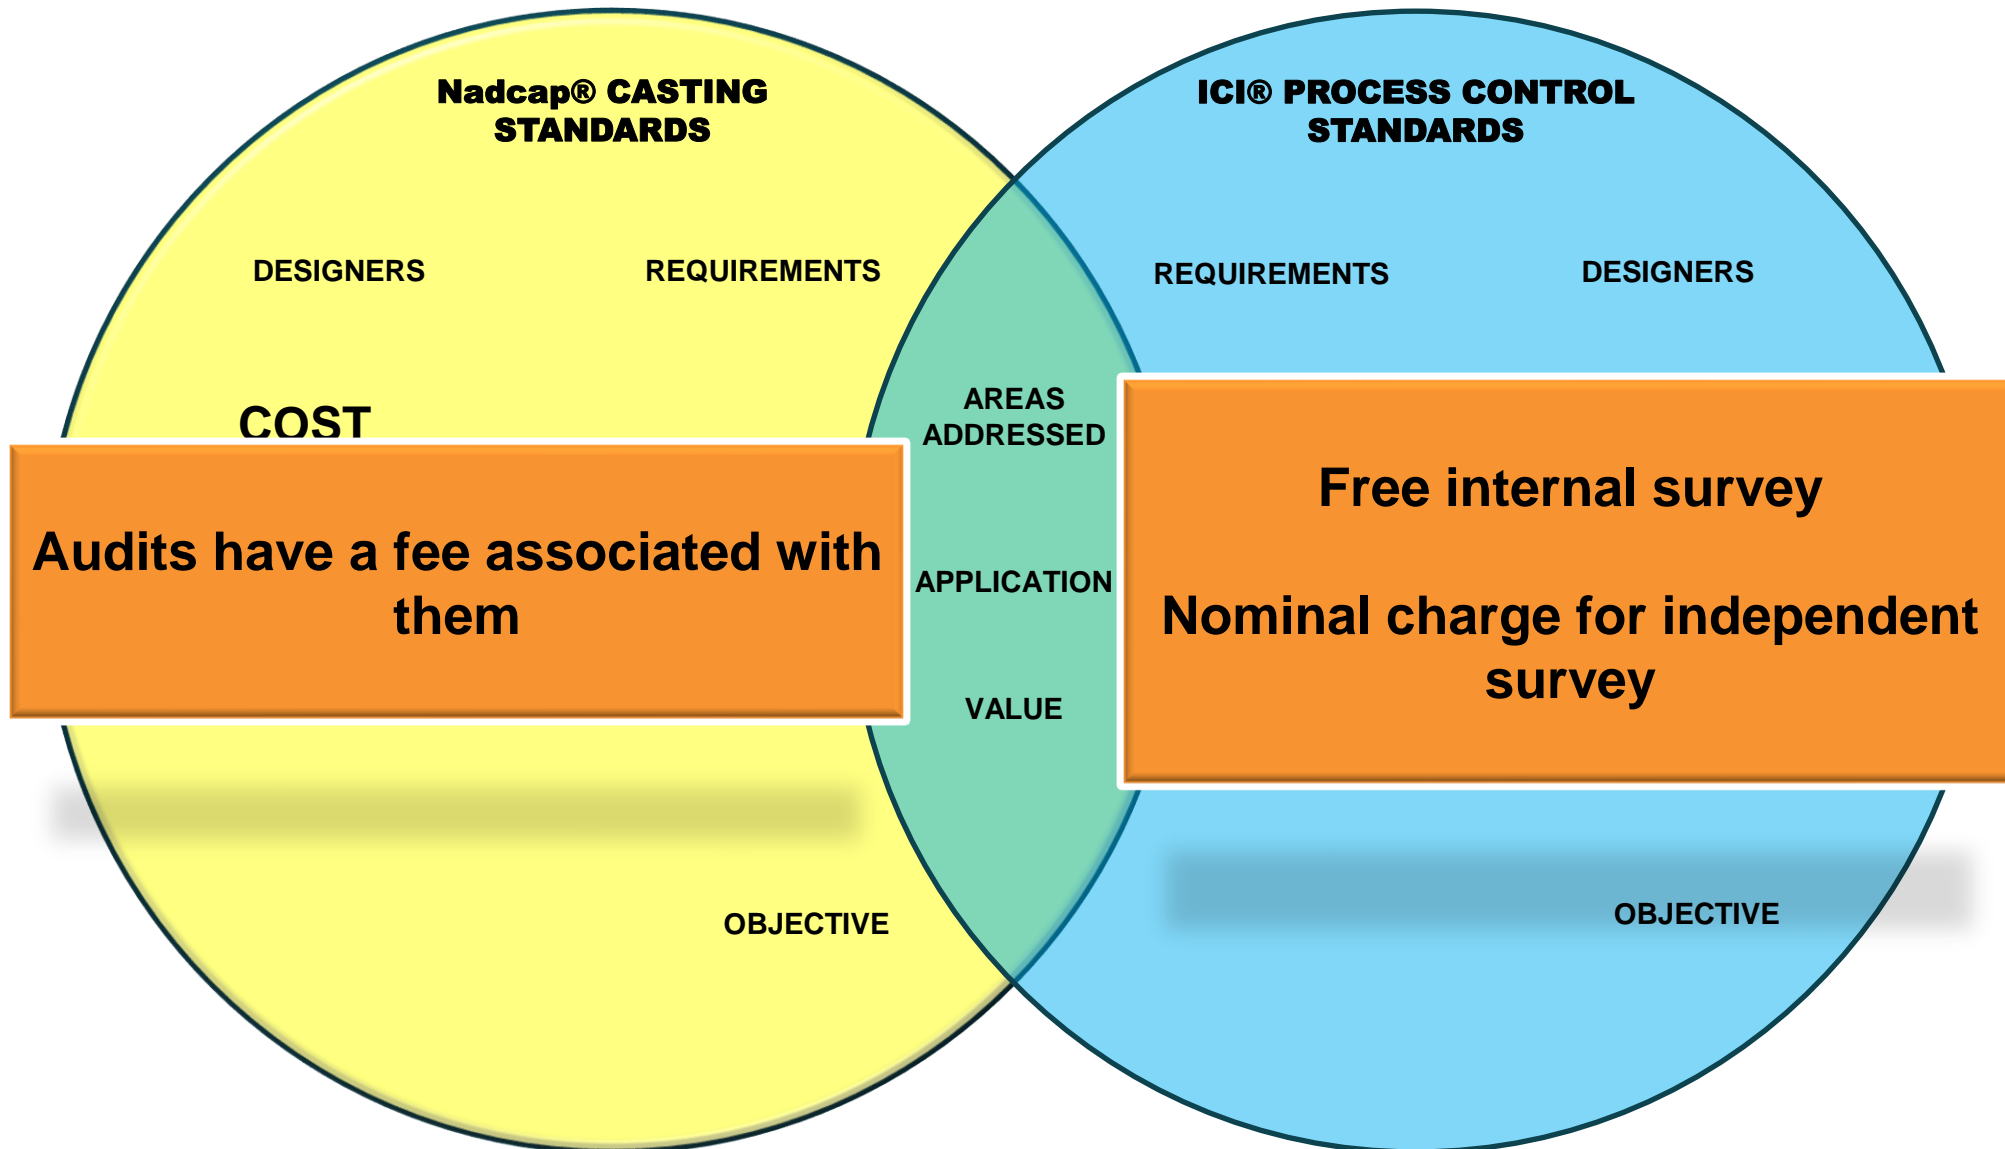 Nadcap® CASTING
STANDARDS
DESIGNERS
REQUIREMENTS
COST
Audits have a fee associated with
them
OBJECTIVE
AREAS
ADDRESSED
APPLICATION
VALUE
ICI® PROCESS CONTROL
STANDARDS
REQUIREMENTS
DESIGNERS
Free internal survey
Nominal charge for independent
survey
OBJECTIVE